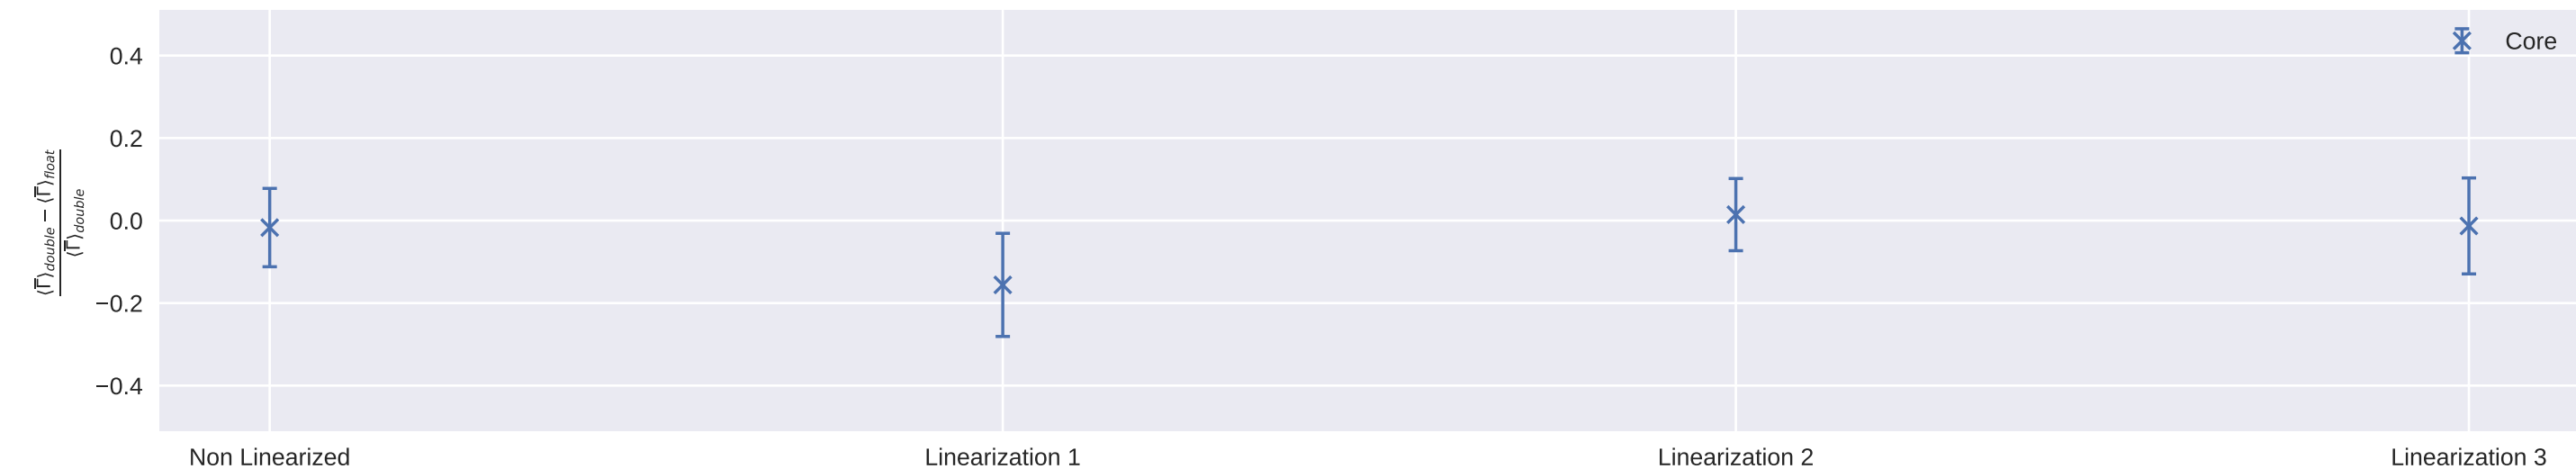 0.4
0.2
0.0
−0.2
−0.4
⟨Γ̅⟩double − ⟨Γ̅⟩float
⟨Γ̅⟩double
Core
Non Linearized
Linearization 1
Linearization 2
Linearization 3